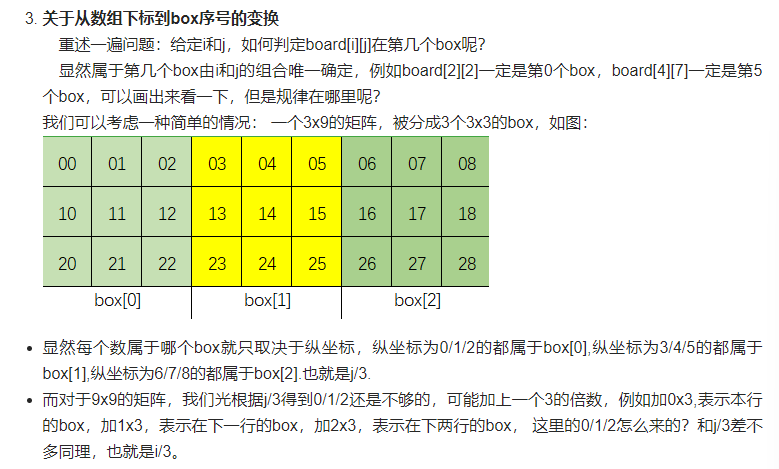 3. 关于从数组下标到box序号的变换
重述一遍问题：给定i和j，如何判定board[i][j]在第几个box呢？
显然属于第几个box由i和j的组合唯一确定，例如board[2][2]一定是第0个box，board[4][7]一定是第5
个box，可以画出来看一下，但是规律在哪里呢？
我们可以考虑一种简单的情况： 一个3x9的矩阵，被分成3个3x3的box，如图：
00 01 02 03 04 05 06 07 08
10 11 12 13 14 15 16 17 18
20 21 22 23 24 25 26 27 28
box[0] box[1] box[2]
• 显然每个数属于哪个box就只取决于纵坐标，纵坐标为0/1/2的都属于box[0],纵坐标为3/4/5的都属于
box[1],纵坐标为6/7/8的都属于box[2].也就是j/3.
• 而对于9x9的矩阵，我们光根据j/3得到0/1/2还是不够的，可能加上一个3的倍数，例如加0x3,表示本行
的box，加1x3，表示在下一行的box，加2x3，表示在下两行的box， 这里的0/1/2怎么来的？和j/3差不
多同理，也就是i/3。